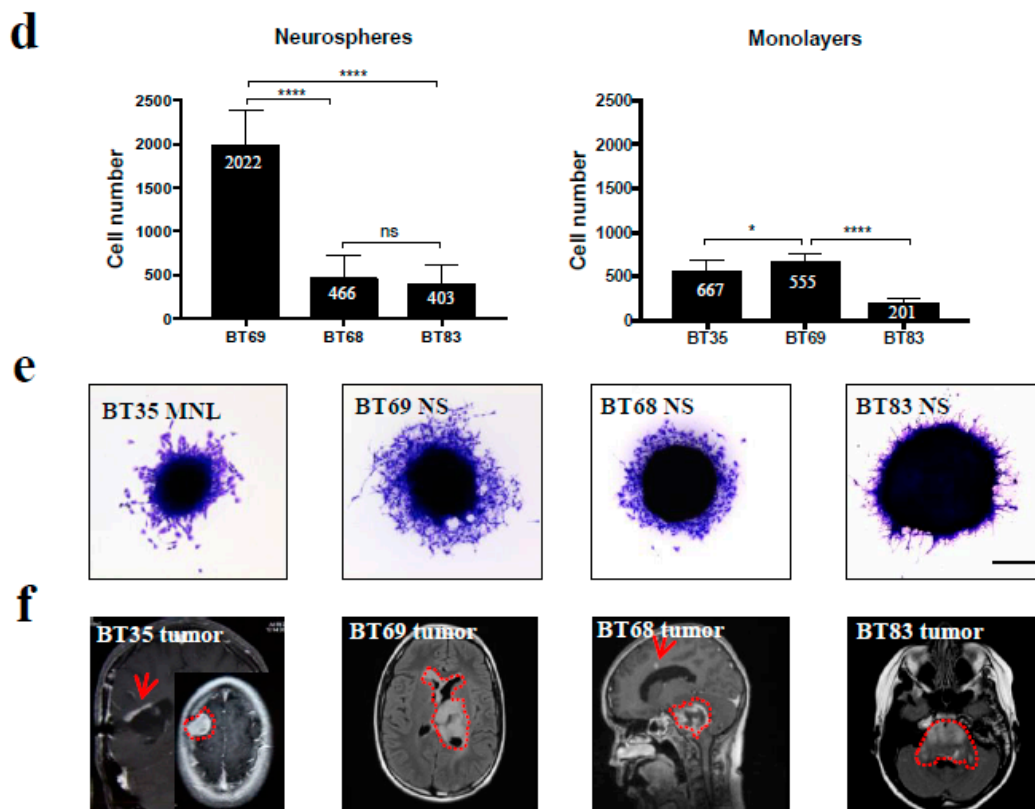 d
Neurospheres
Monolayers
****
****
ns
Cell number
2500
2000
1500
1000
500
0
2022
466
403
BT69
BT68
BT83
*
****
Cell number
2500
2000
1500
1000
500
0
667
555
201
BT35
BT69
BT83
e
BT35 MNL
BT69 NS
BT68 NS
BT83 NS
f
BT35 tumor
BT69 tumor
BT68 tumor
BT83 tumor